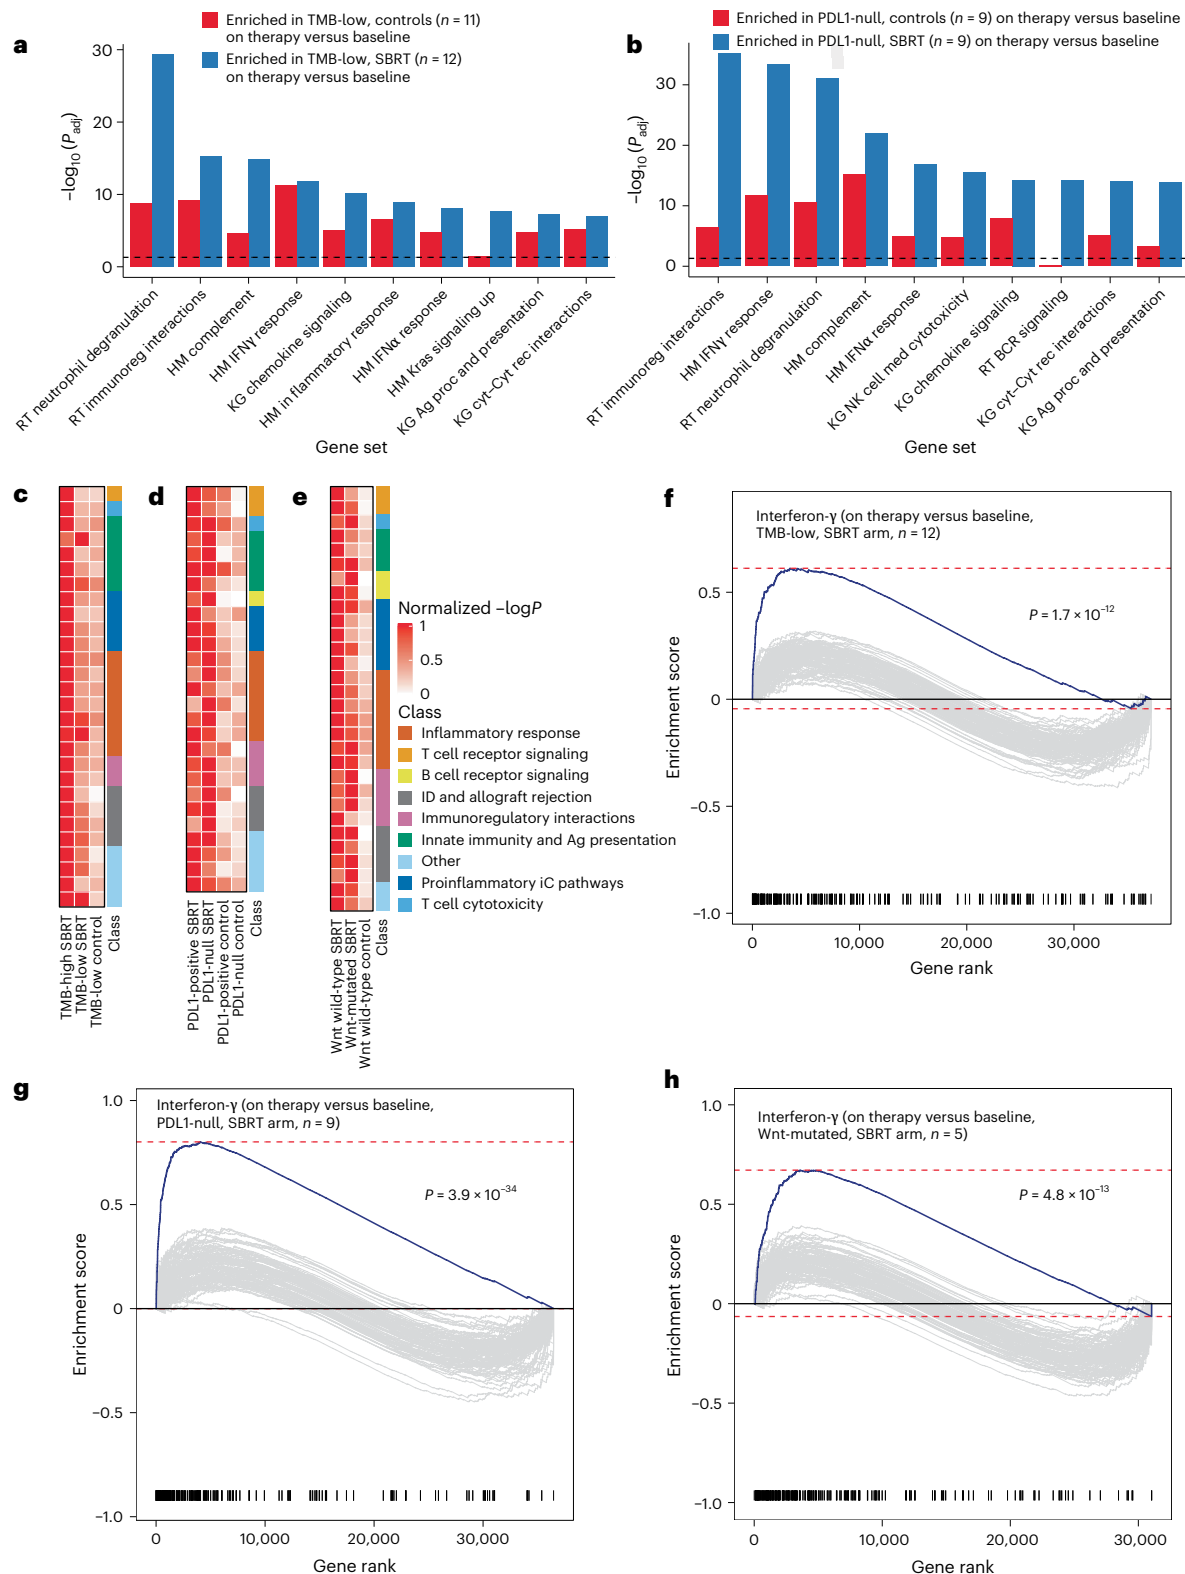 a
Enriched in TMB-low, controls (n = 11)
on therapy versus baseline
Enriched in TMB-low, SBRT (n = 12)
on therapy versus baseline
–log10 (Padj)
30
20
10
0
RT neutrophil degranulation
RT immunoreg interactions
HM complement
HM IFNγ response
KG chemokine signaling
HM in flammatory response
HM IFNα response
HM Kras signaling up
KG Ag proc and presentation
KG cyt–Cyt rec interactions
Gene set
b
Enriched in PDL1-null, controls (n = 9) on therapy versus baseline
Enriched in PDL1-null, SBRT (n = 9) on therapy versus baseline
–log10 (Padj)
30
20
10
0
RT immunoreg interactions
HM IFNγ response
RT neutrophil degranulation
HM complement
HM IFNα response
KG NK cell med cytotoxicity
KG chemokine signaling
RT BCR signaling
KG cyt–Cyt rec interactions
KG Ag proc and presentation
Gene set
c
TMB-high SBRT
TMB-low SBRT
TMB-low control
Class
d
PDL1-positive SBRT
PDL1-null SBRT
PDL1-positive control
PDL1-null control
Class
e
Wnt wild-type SBRT
Wnt-mutated SBRT
Wnt wild-type control
Class
Normalized –logP
1
0.5
0
Class
Inflammatory response
T cell receptor signaling
B cell receptor signaling
ID and allograft rejection
Immunoregulatory interactions
Innate immunity and Ag presentation
Other
Proinflammatory iC pathways
T cell cytotoxicity
f
Interferon-γ (on therapy versus baseline,
TMB-low, SBRT arm, n = 12)
P = 1.7 × 10⁻¹²
Enrichment score
0.5
0
–0.5
–1.0
0
10,000
20,000
30,000
Gene rank
g
Interferon-γ (on therapy versus baseline,
PDL1-null, SBRT arm, n = 9)
P = 3.9 × 10⁻³⁴
Enrichment score
1.0
0.5
0
–0.5
–1.0
0
10,000
20,000
30,000
Gene rank
h
Interferon-γ (on therapy versus baseline,
Wnt-mutated, SBRT arm, n = 5)
P = 4.8 × 10⁻¹³
Enrichment score
1.0
0.5
0
–0.5
–1.0
0
10,000
20,000
30,000
Gene rank